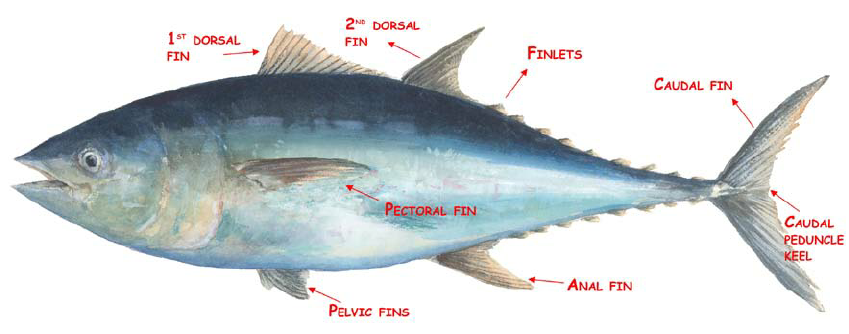 1ST DORSAL
FIN
2ND DORSAL
FIN
FINLETS
CAUDAL FIN
PECTORAL FIN
CAUDAL
PEDUNCLE
KEEL
ANAL FIN
PELVIC FINS